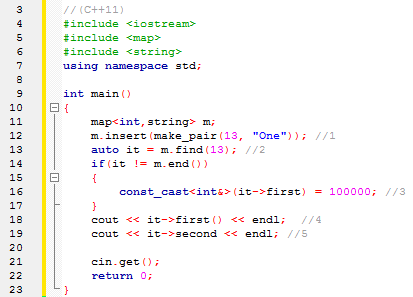 3 //(C++11)
4 #include <iostream>
5 #include <map>
6 #include <string>
7 using namespace std;
8
9 int main()
10 {
11 map<int,string> m;
12 m.insert(make_pair(13, "One")); //1
13 auto it = m.find(13); //2
14 if(it != m.end())
15 {
16 const_cast<int&>(it->first) = 100000; //3
17 }
18 cout << it->first() << endl; //4
19 cout << it->second << endl; //5
20
21 cin.get();
22 return 0;
23 }